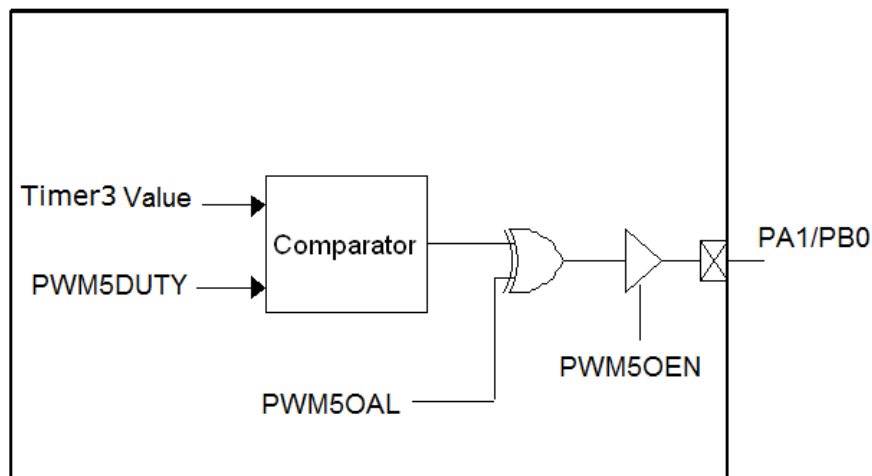 Timer3 Value
PWM5DUTY
Comparator
PA1/PB0
PWM5OEN
PWM5OAL